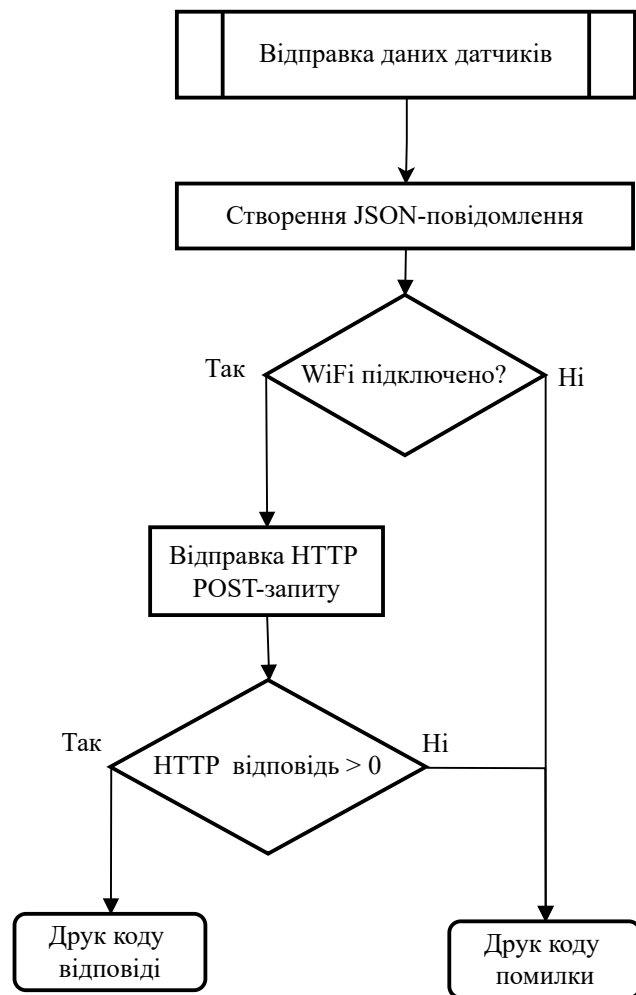 Відправка даних датчиків
Створення JSON-повідомлення
WiFi підключено?
Так
Ні
Відправка HTTP
POST-запиту
HTTP відповідь > 0
Так
Ні
Друк коду
відповіді
Друк коду
помилки